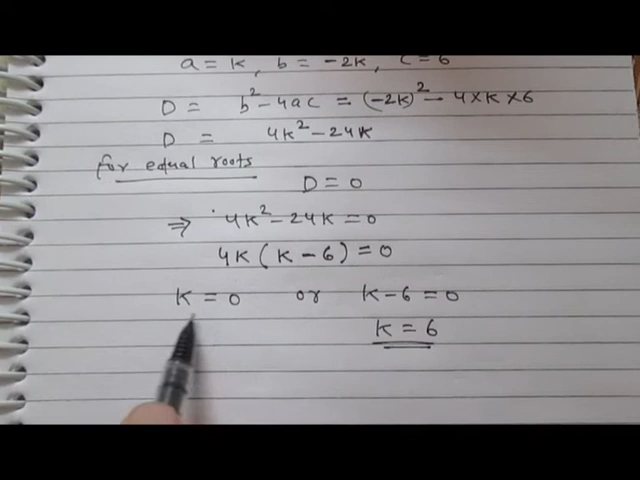 a = K, b = -2K, c = 6
D = b² - 4ac = (-2K)² - 4×K×6
D = 4K² - 24K
for equal roots
D = 0
⇒ 4K² - 24K = 0
4K (K - 6) = 0
K = 0 or K - 6 = 0
K = 6